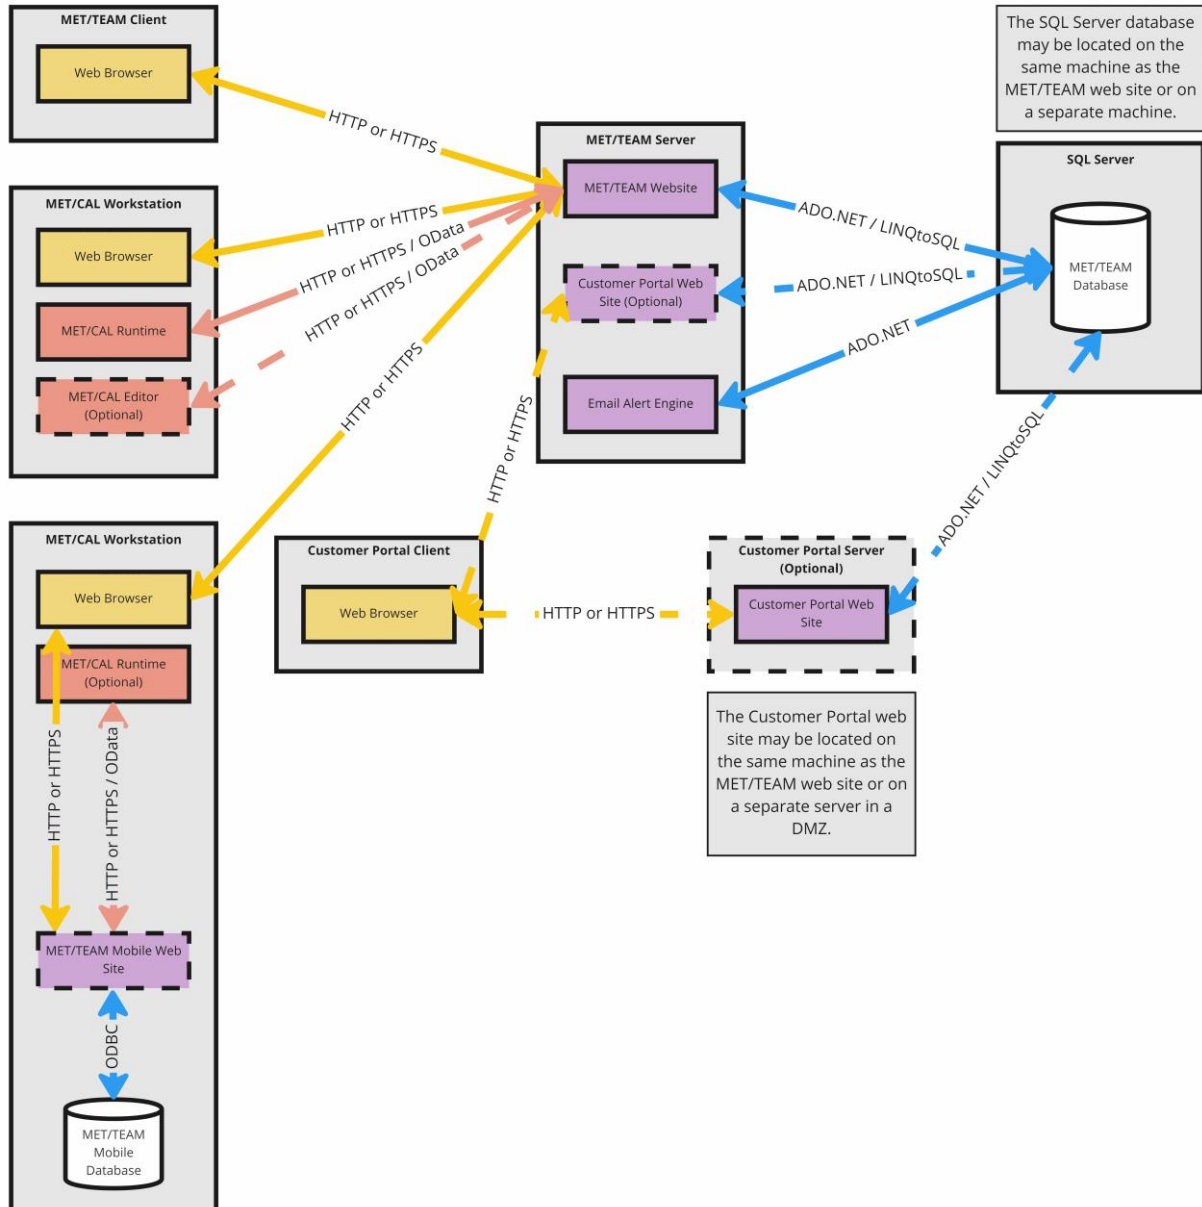 MET/TEAM Client
Web Browser
HTTP or HTTPS
The SQL Server database
may be located on the
same machine as the
MET/TEAM web site or on
a separate machine.
MET/TEAM Server
MET/TEAM Website
SQL Server
MET/TEAM
Database
ADO.NET / LINQtoSQL
MET/CAL Workstation
Web Browser
HTTP or HTTPS
HTTP or HTTPS / OData
HTTP or HTTPS / OData
MET/CAL Runtime
MET/CAL Editor
(Optional)
Customer Portal Web
Site (Optional)
ADO.NET / LINQtoSQL
ADO.NET
Email Alert Engine
HTTP or HTTPS
HTTP or HTTPS
ADO.NET / LINQtoSQL
MET/CAL Workstation
Web Browser
MET/CAL Runtime
(Optional)
Customer Portal Client
Web Browser
HTTP or HTTPS
Customer Portal Server
(Optional)
Customer Portal Web
Site
The Customer Portal web
site may be located on
the same machine as the
MET/TEAM web site or on
a separate server in a
DMZ.
HTTP or HTTPS
HTTP or HTTPS / OData
MET/TEAM Mobile Web
Site
ODBC
MET/TEAM
Mobile
Database